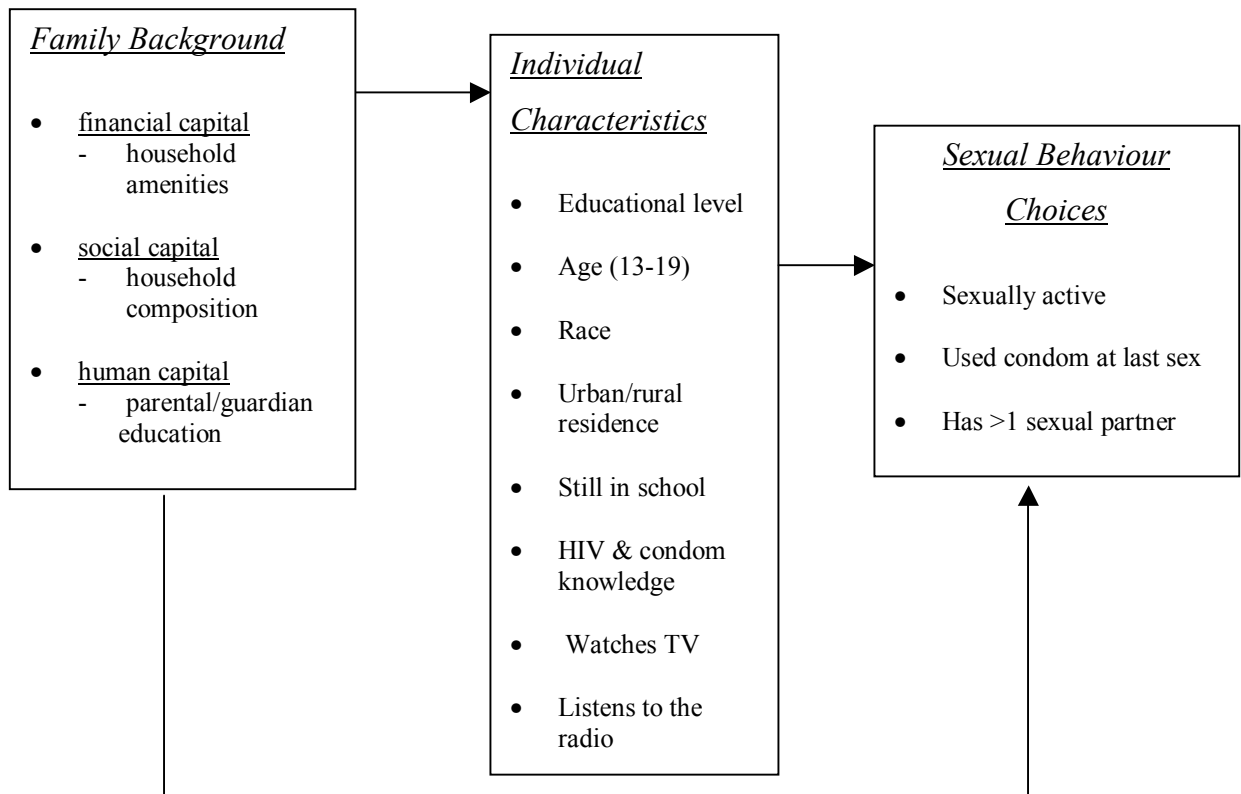 Family Background
• financial capital
- household
amenities
• social capital
- household
composition
• human capital
- parental/guardian
education
Individual
Characteristics
• Educational level
• Age (13-19)
• Race
• Urban/rural
residence
• Still in school
• HIV & condom
knowledge
• Watches TV
• Listens to the
radio
Sexual Behaviour
Choices
• Sexually active
• Used condom at last sex
• Has >1 sexual partner